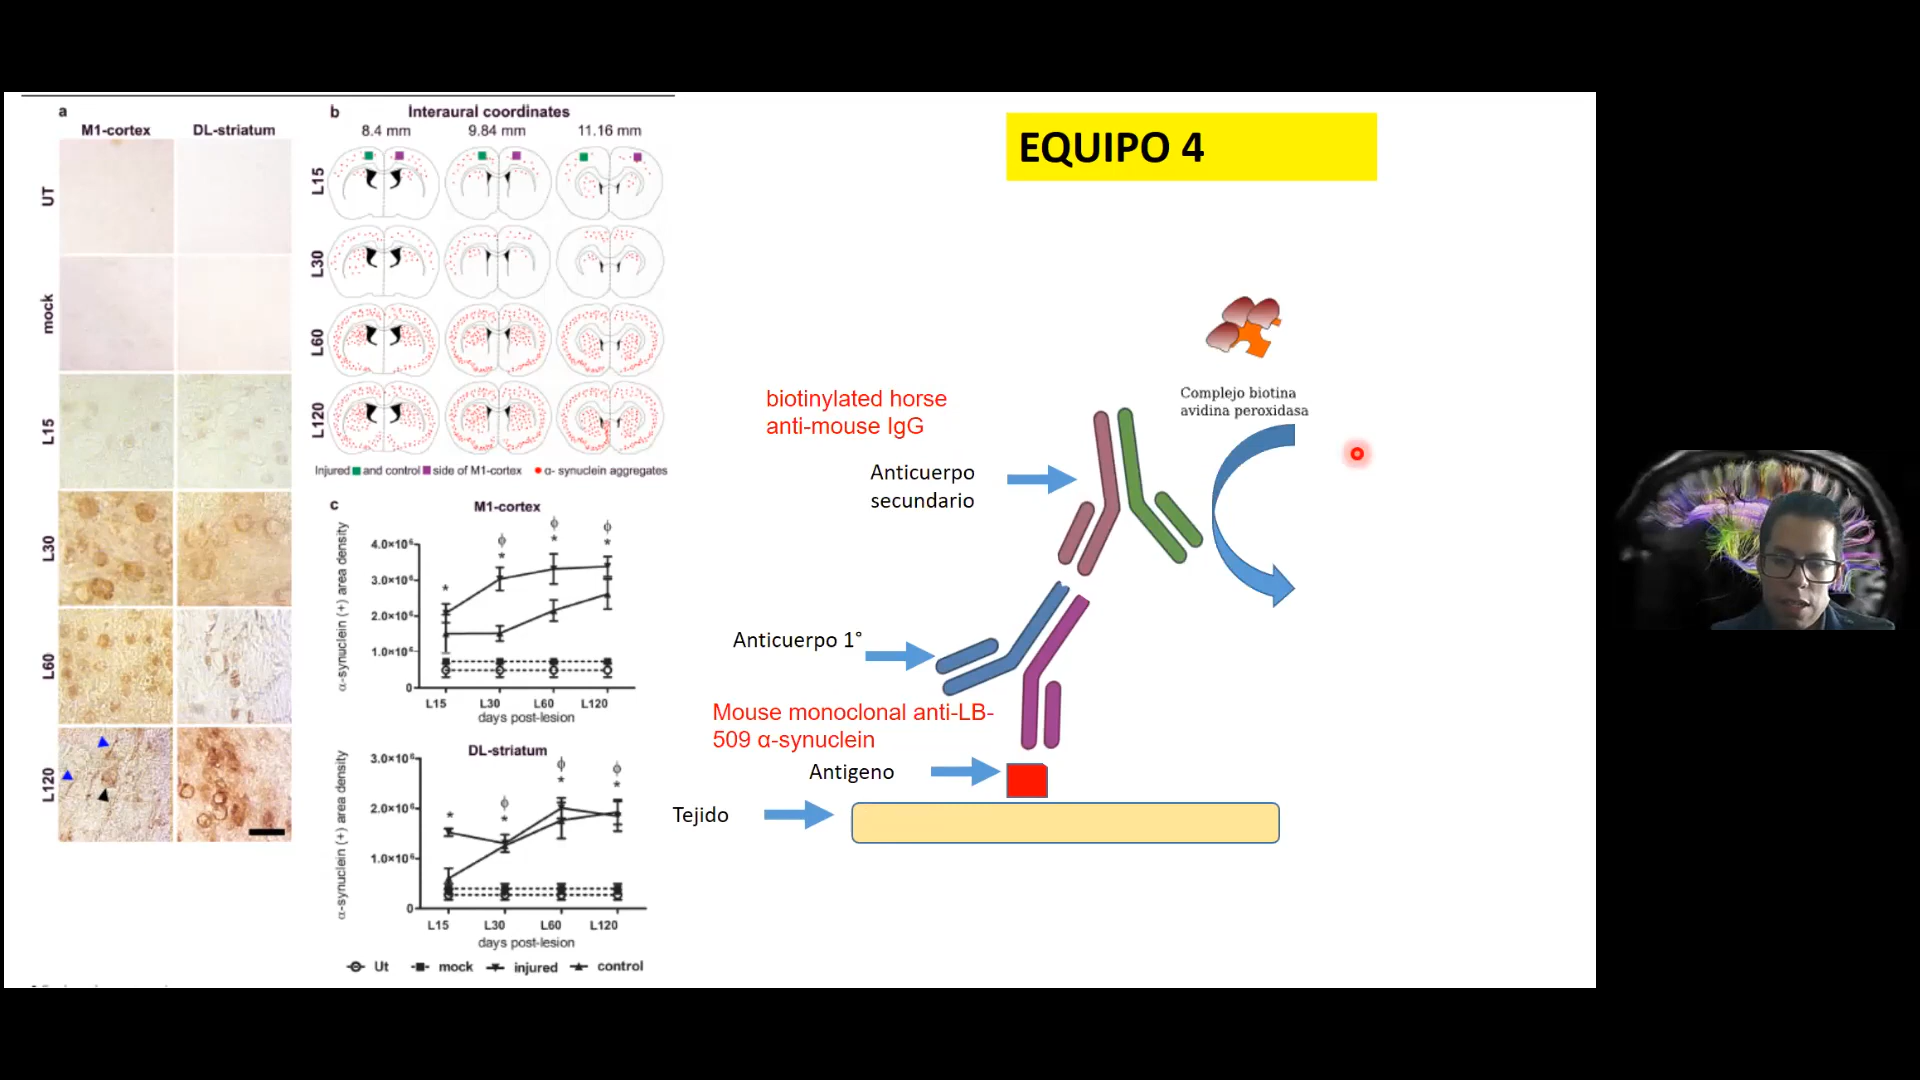 a
M1-cortex DL-striatum
UT
mock
L15
L30
L60
L120
b Interaural coordinates
8.4 mm 9.84 mm 11.16 mm
L15
L30
L60
L120
Injured and control side of M1-cortex α- synuclein aggregates
c M1-cortex
α-synuclein (+) area density
ϕ ϕ ϕ
* * * *
4.0×10⁶
3.0×10⁶
2.0×10⁶
1.0×10⁶
0
L15 L30 L60 L120
days post-lesion
DL-striatum
α-synuclein (+) area density
ϕ ϕ ϕ
* * * *
3.0×10⁶
2.0×10⁶
1.0×10⁶
0
L15 L30 L60 L120
days post-lesion
Ut mock injured control
EQUIPO 4
Complejo biotina
avidina peroxidasa
biotinylated horse
anti-mouse IgG
Anticuerpo
secundario
Anticuerpo 1°
Mouse monoclonal anti-LB-
509 α-synuclein
Antigeno
Tejido